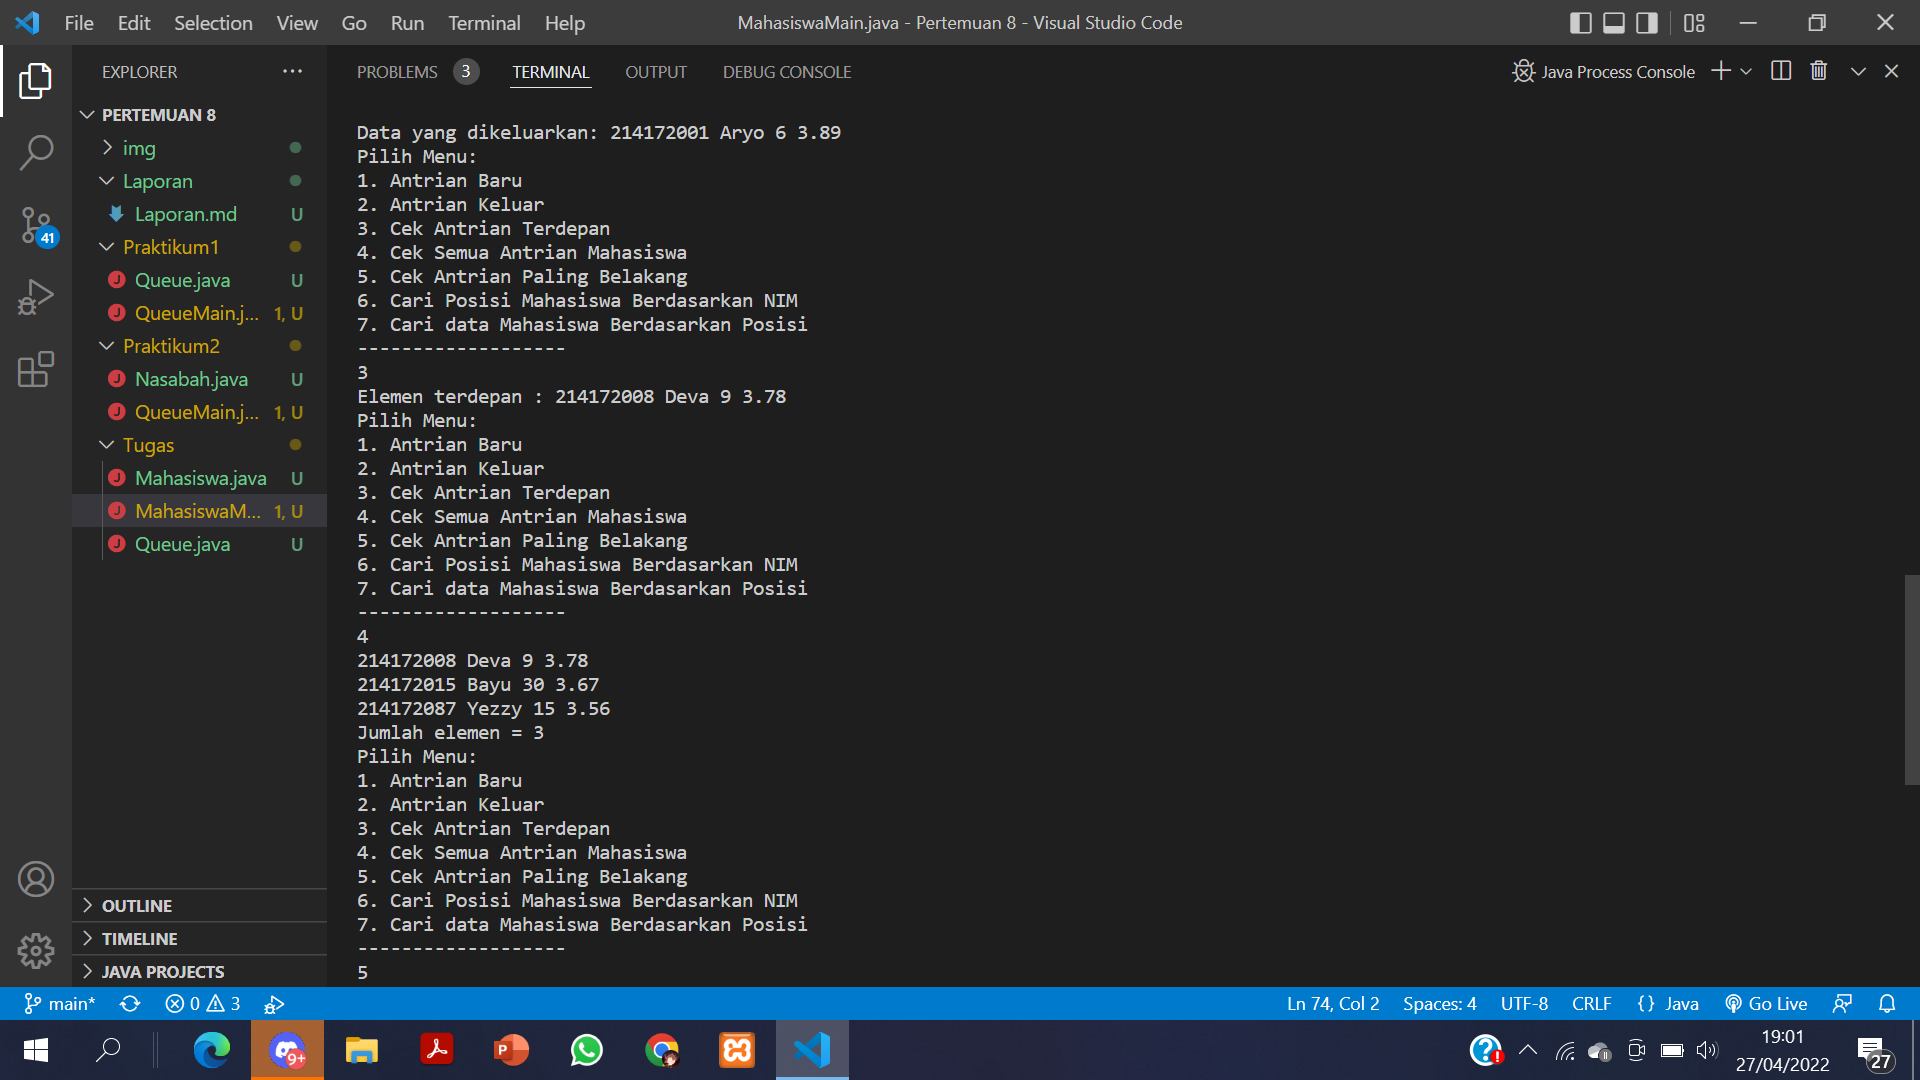 File Edit Selection View Go Run Terminal Help
MahasiswaMain.java - Pertemuan 8 - Visual Studio Code
EXPLORER
PERTEMUAN 8
img
Laporan
Laporan.md U
Praktikum1
Queue.java U
QueueMain.j... 1, U
Praktikum2
Nasabah.java U
QueueMain.j... 1, U
Tugas
Mahasiswa.java U
MahasiswaM... 1, U
Queue.java U
OUTLINE
TIMELINE
JAVA PROJECTS
41
PROBLEMS 3 TERMINAL OUTPUT DEBUG CONSOLE
Java Process Console
Data yang dikeluarkan: 214172001 Aryo 6 3.89
Pilih Menu:
1. Antrian Baru
2. Antrian Keluar
3. Cek Antrian Terdepan
4. Cek Semua Antrian Mahasiswa
5. Cek Antrian Paling Belakang
6. Cari Posisi Mahasiswa Berdasarkan NIM
7. Cari data Mahasiswa Berdasarkan Posisi
-------------------
3
Elemen terdepan : 214172008 Deva 9 3.78
Pilih Menu:
1. Antrian Baru
2. Antrian Keluar
3. Cek Antrian Terdepan
4. Cek Semua Antrian Mahasiswa
5. Cek Antrian Paling Belakang
6. Cari Posisi Mahasiswa Berdasarkan NIM
7. Cari data Mahasiswa Berdasarkan Posisi
-------------------
4
214172008 Deva 9 3.78
214172015 Bayu 30 3.67
214172087 Yezzy 15 3.56
Jumlah elemen = 3
Pilih Menu:
1. Antrian Baru
2. Antrian Keluar
3. Cek Antrian Terdepan
4. Cek Semua Antrian Mahasiswa
5. Cek Antrian Paling Belakang
6. Cari Posisi Mahasiswa Berdasarkan NIM
7. Cari data Mahasiswa Berdasarkan Posisi
-------------------
5
main* 0 3
Ln 74, Col 2 Spaces: 4 UTF-8 CRLF {} Java Go Live
9+
19:01
27/04/2022
27